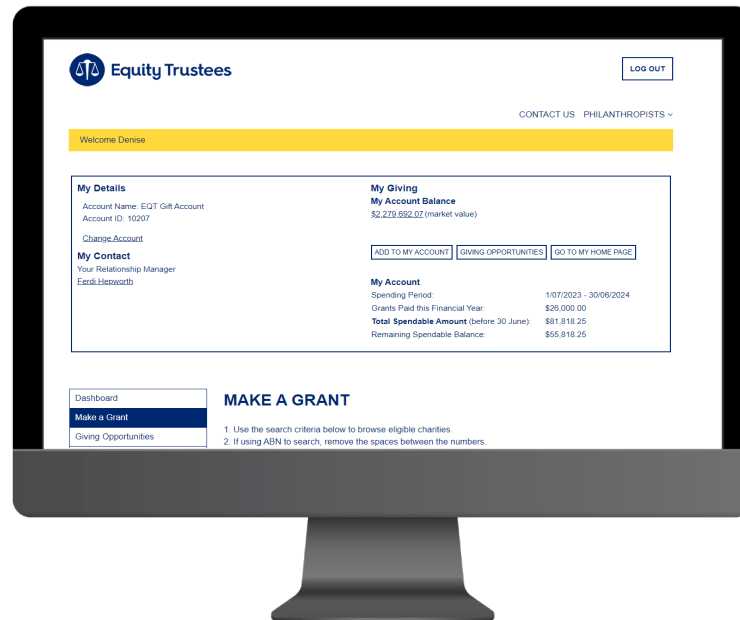 Equity Trustees
LOG OUT
CONTACT US PHILANTHROPISTS
Welcome Denise
My Details
Account Name: EQT Gift Account
Account ID: 10207
Change Account
My Contact
Your Relationship Manager
Ferdi Hepworth
My Giving
My Account Balance
$2,279,692.07 (market value)
ADD TO MY ACCOUNT GIVING OPPORTUNITIES GO TO MY HOME PAGE
My Account
Spending Period: 1/07/2023 - 30/06/2024
Grants Paid this Financial Year: $26,000.00
Total Spendable Amount (before 30 June): $81,818.25
Remaining Spendable Balance: $55,818.25
Dashboard
Make a Grant
Giving Opportunities
MAKE A GRANT
1. Use the search criteria below to browse eligible charities.
2. If using ABN to search, remove the spaces between the numbers.